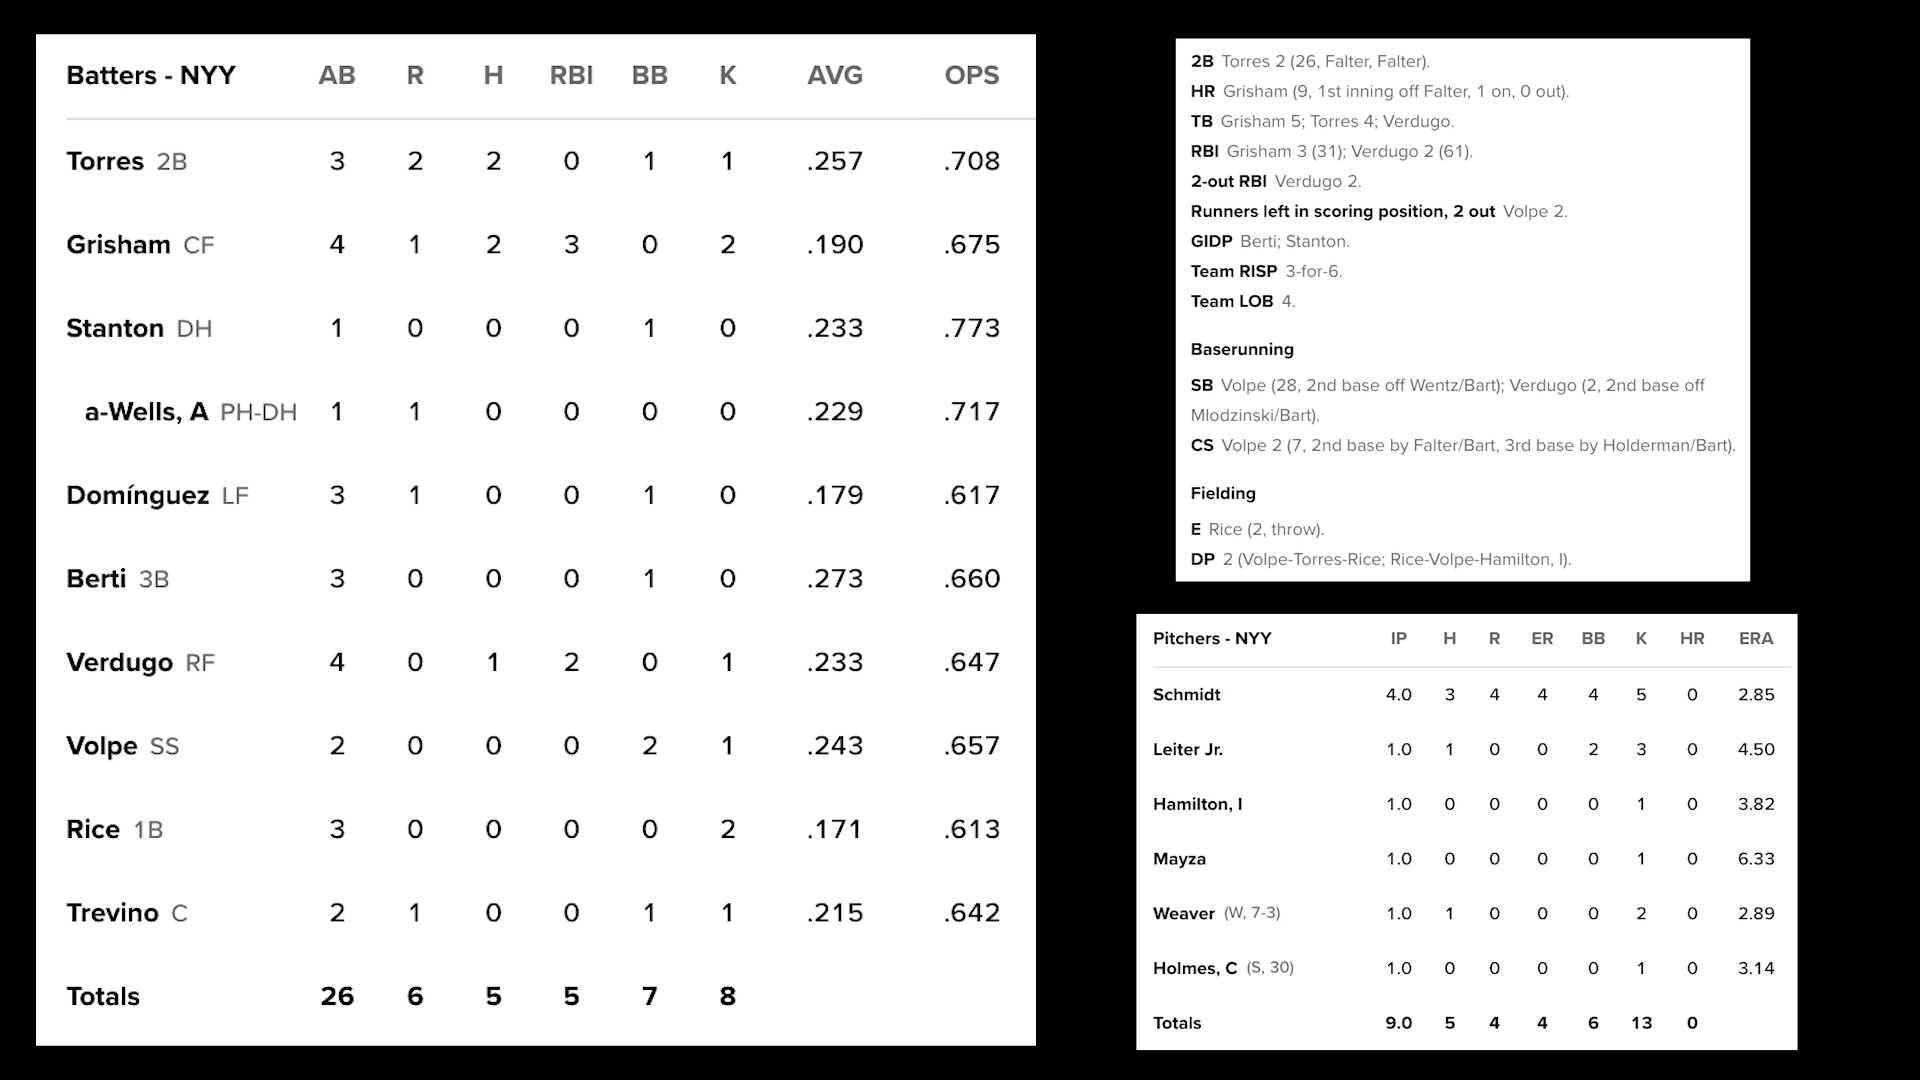 Batters - NYY AB R H RBI BB K AVG OPS
Torres 2B 3 2 2 0 1 1 .257 .708
Grisham CF 4 1 2 3 0 2 .190 .675
Stanton DH 1 0 0 0 1 0 .233 .773
a-Wells, A PH-DH 1 1 0 0 0 0 .229 .717
Domínguez LF 3 1 0 0 1 0 .179 .617
Berti 3B 3 0 0 0 1 0 .273 .660
Verdugo RF 4 0 1 2 0 1 .233 .647
Volpe SS 2 0 0 0 2 1 .243 .657
Rice 1B 3 0 0 0 0 2 .171 .613
Trevino C 2 1 0 0 1 1 .215 .642
Totals 26 6 5 5 7 8
2B Torres 2 (26, Falter, Falter).
HR Grisham (9, 1st inning off Falter, 1 on, 0 out).
TB Grisham 5; Torres 4; Verdugo.
RBI Grisham 3 (31); Verdugo 2 (61).
2-out RBI Verdugo 2.
Runners left in scoring position, 2 out Volpe 2.
GIDP Berti; Stanton.
Team RISP 3-for-6.
Team LOB 4.
Baserunning
SB Volpe (28, 2nd base off Wentz/Bart); Verdugo (2, 2nd base off
Mlodzinski/Bart).
CS Volpe 2 (7, 2nd base by Falter/Bart, 3rd base by Holderman/Bart).
Fielding
E Rice (2, throw).
DP 2 (Volpe-Torres-Rice; Rice-Volpe-Hamilton, I).
Pitchers - NYY IP H R ER BB K HR ERA
Schmidt 4.0 3 4 4 4 5 0 2.85
Leiter Jr. 1.0 1 0 0 2 3 0 4.50
Hamilton, I 1.0 0 0 0 0 1 0 3.82
Mayza 1.0 0 0 0 0 1 0 6.33
Weaver (W, 7-3) 1.0 1 0 0 0 2 0 2.89
Holmes, C (S, 30) 1.0 0 0 0 0 1 0 3.14
Totals 9.0 5 4 4 6 13 0